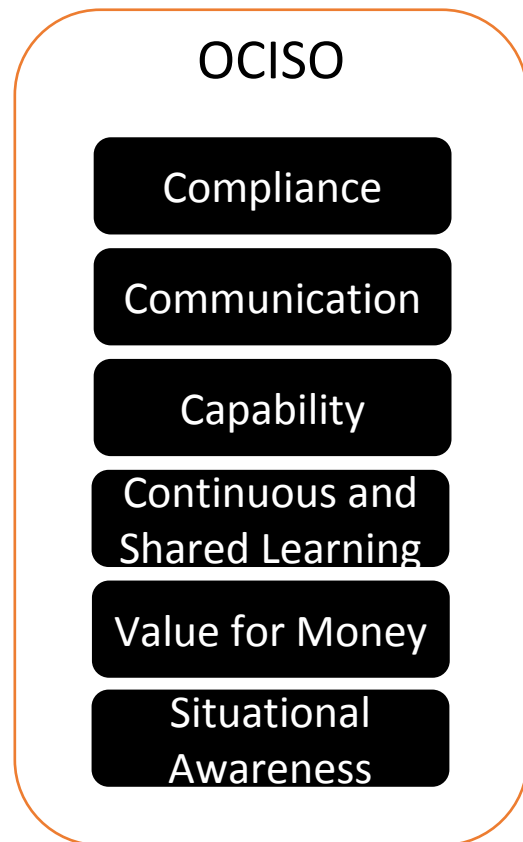 OCISO
Compliance
Communication
Capability
Continuous and
Shared Learning
Value for Money
Situational
Awareness